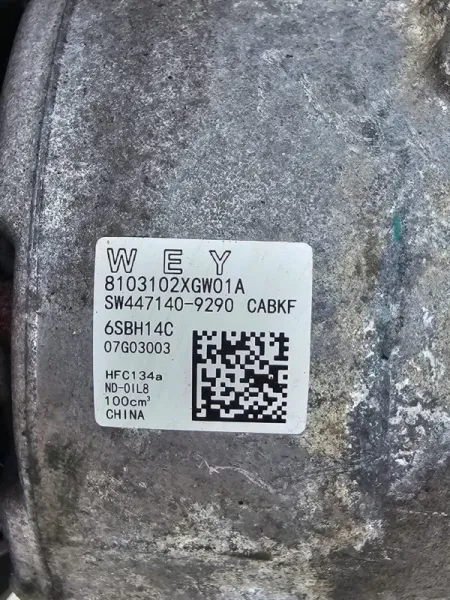 WEY
8103102XGW01A
SW447140-9290 CABKF
6SBH14C
07G03003
HFC134a
ND-OIL8
100cm³
CHINA